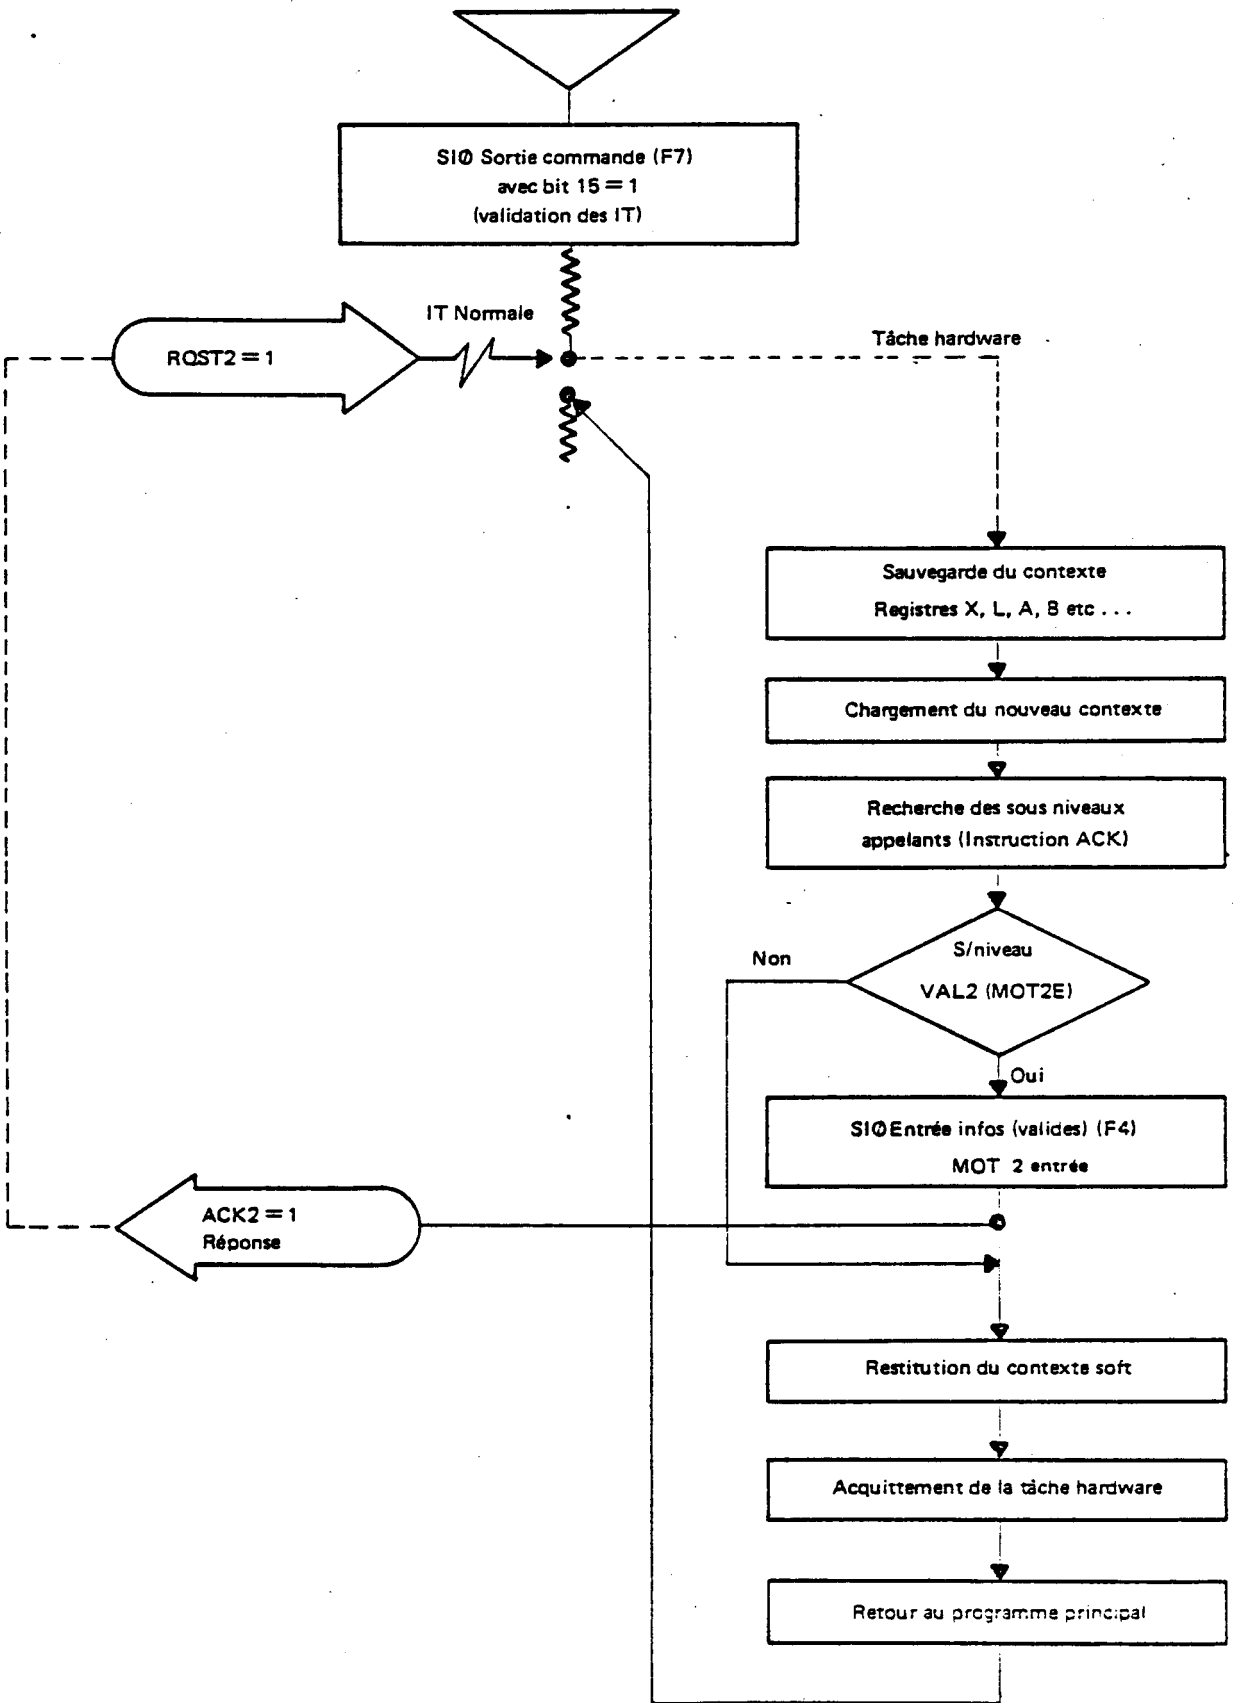 SIØ Sortie commande (F7)
avec bit 15 = 1
(validation des IT)
IT Normale
RQST2 = 1
Tâche hardware
Sauvegarde du contexte
Registres X, L, A, B etc ...
Chargement du nouveau contexte
Recherche des sous niveaux
appelants (Instruction ACK)
S/niveau
VAL2 (MOT2E)
Non
Oui
SIØ Entrée infos (valides) (F4)
MOT 2 entrée
ACK2 = 1
Réponse
Restitution du contexte soft
Acquittement de la tâche hardware
Retour au programme principal